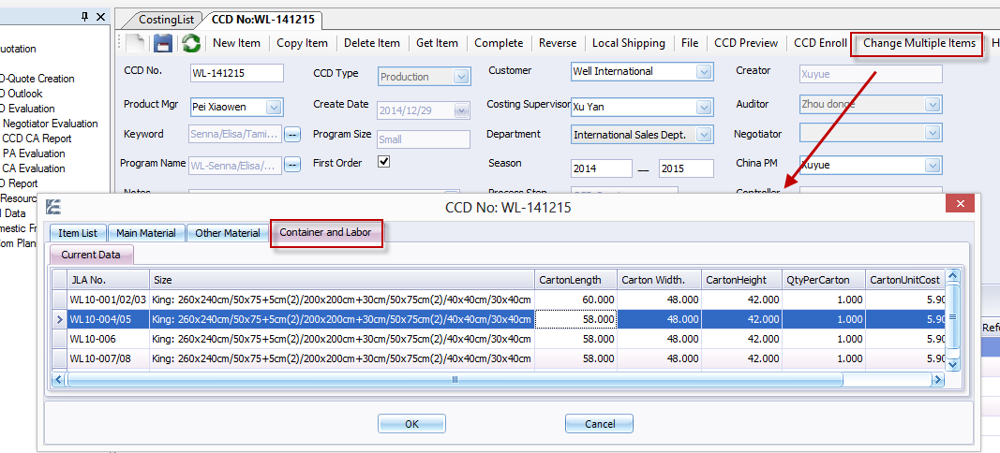 CostingList CCD No:WL-141215
New Item Copy Item Delete Item Get Item Complete Reverse Local Shipping File CCD Preview CCD Enroll Change Multiple Items H
uotation
D-Quote Creation
D Outlook
D Evaluation
Negotiator Evaluation
CCD CA Report
PA Evaluation
CA Evaluation
D Report
Resource
l Data
mestic Fr
Com Plan
CCD No. WL-141215 CCD Type Production Customer Well International Creator Xuyue
Product Mgr Pei Xiaowen Create Date 2014/12/29 Costing Supervisor Xu Yan Auditor Zhou donge
Keyword Senna/Elisa/Tami... Program Size Small Department International Sales Dept. Negotiator
Program Name WL-Senna/Elisa/... First Order Season 2014 — 2015 China PM Xuyue
Notes Process Step Controller
CCD No: WL-141215
Item List Main Material Other Material Container and Labor
Current Data
JLA No. Size CartonLength Carton Width. CartonHeight QtyPerCarton CartonUnitCost
WL10-001/02/03 King: 260x240cm/50x75+5cm(2)/200x200cm+30cm/50x75cm(2)/40x40cm/30x40cm 60.000 48.000 42.000 1.000 5.90
WL10-004/05 King: 260x240cm/50x75+5cm(2)/200x200cm+30cm/50x75cm(2)/40x40cm/30x40cm 58.000 48.000 42.000 1.000 5.90
WL10-006 King: 260x240cm/50x75+5cm(2)/200x200cm+30cm/50x75cm(2)/40x40cm/30x40cm 58.000 48.000 42.000 1.000 5.90
WL10-007/08 King: 260x240cm/50x75+5cm(2)/200x200cm+30cm/50x75cm(2)/40x40cm/30x40cm 58.000 48.000 42.000 1.000 5.90
Refe
OK Cancel